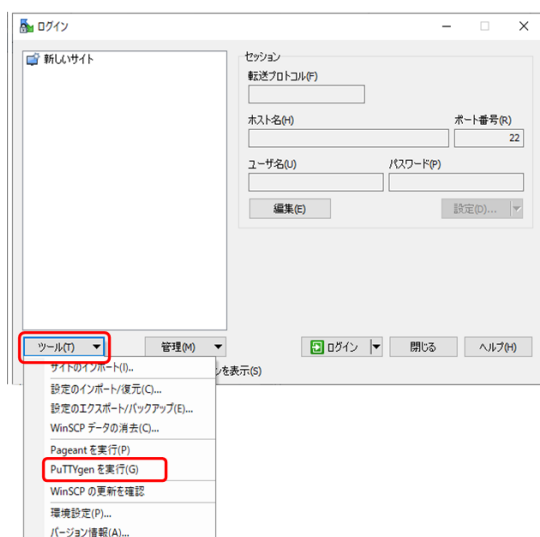 ログイン
新しいサイト
セッション
転送プロトコル(F)
ホスト名(H)
ポート番号(R)
22
ユーザ名(U)
パスワード(P)
編集(E)
設定(D)...
ツール(T)
管理(M)
ログイン
閉じる
ヘルプ(H)
サイトのインポート(I)..
を表示(S)
設定のインポート/復元(C)...
設定のエクスポート/バックアップ(E)...
WinSCP データの消去(C)...
Pageant を実行(P)
PuTTYgen を実行(G)
WinSCP の更新を確認
環境設定(P)...
バージョン情報(A)...